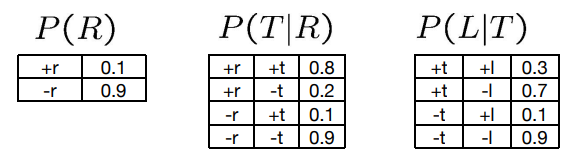 P(R)
+r 0.1
-r 0.9
P(T|R)
+r +t 0.8
+r -t 0.2
-r +t 0.1
-r -t 0.9
P(L|T)
+t +l 0.3
+t -l 0.7
-t +l 0.1
-t -l 0.9